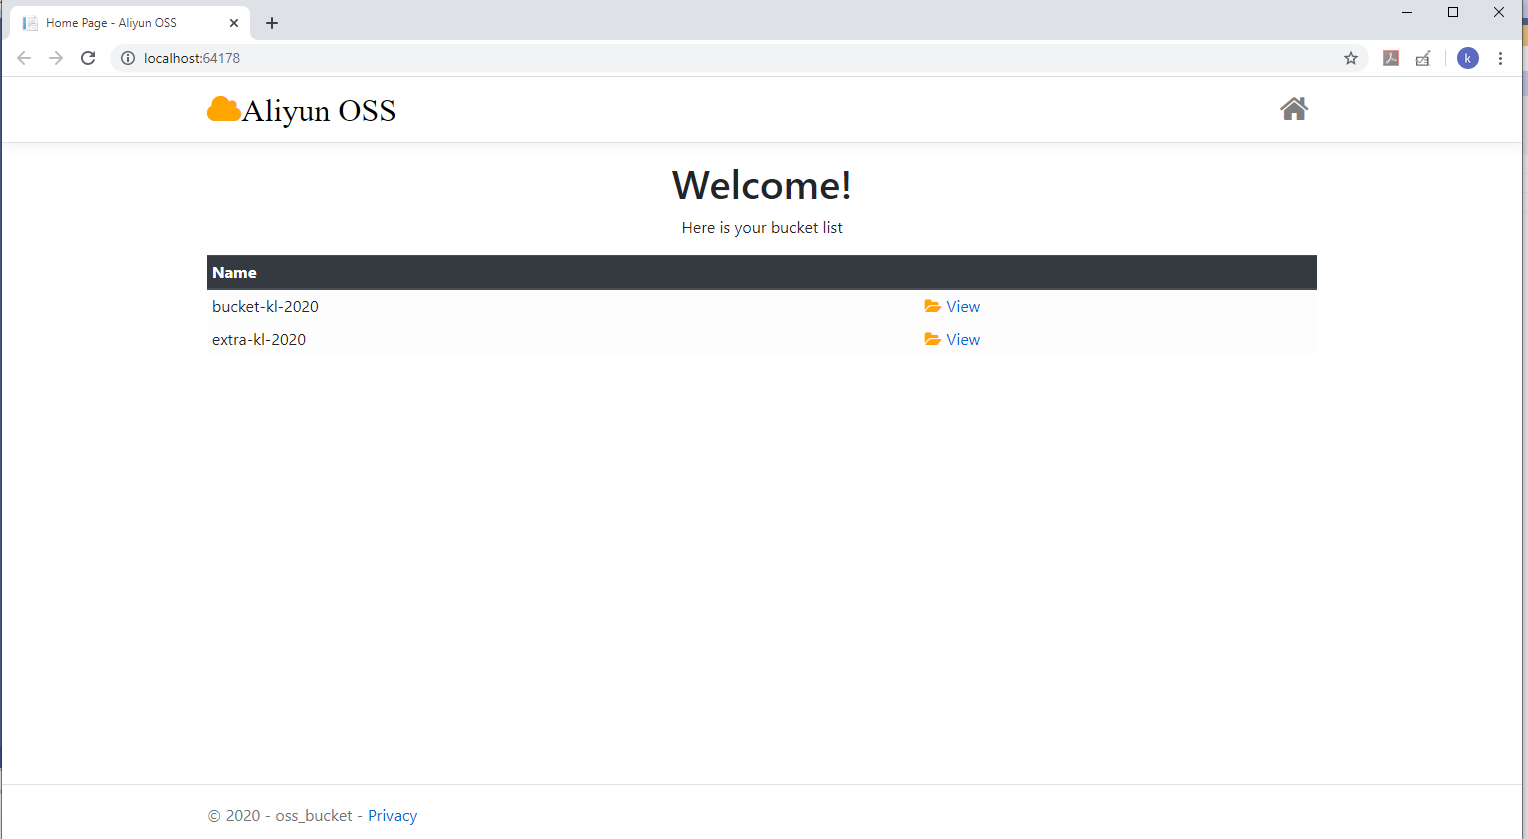 Home Page - Aliyun OSS
localhost:64178
k
Aliyun OSS
Welcome!
Here is your bucket list
Name
bucket-kl-2020 View
extra-kl-2020 View
© 2020 - oss_bucket - Privacy